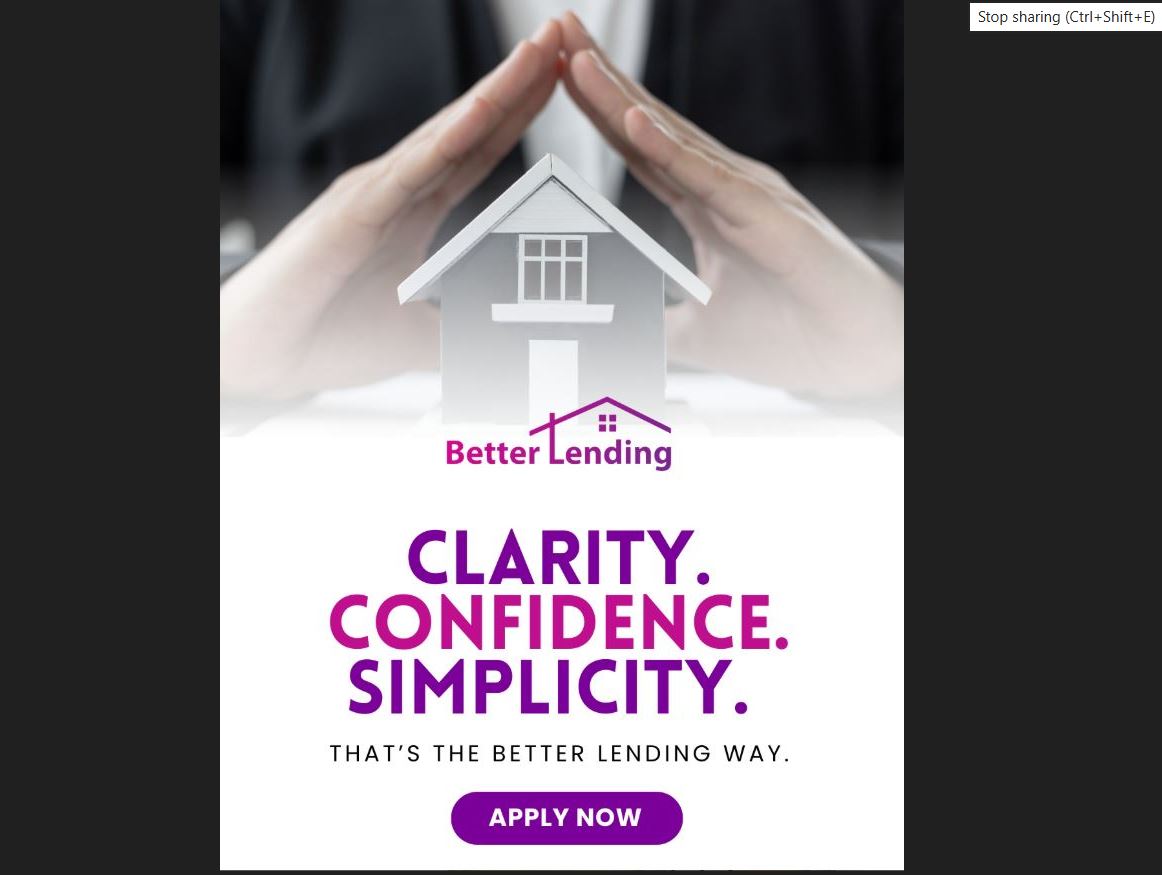 Stop sharing (Ctrl+Shift+E)
Better Lending
CLARITY.
CONFIDENCE.
SIMPLICITY.
THAT’S THE BETTER LENDING WAY.
APPLY NOW